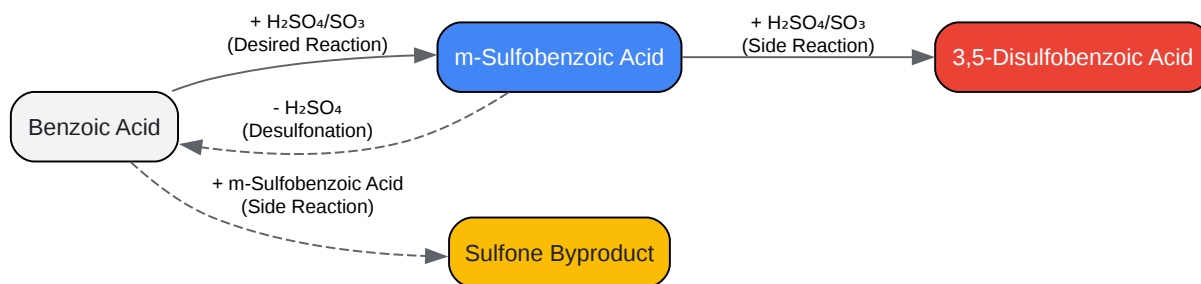 + H₂SO₄/SO₃
(Desired Reaction)
m-Sulfobenzoic Acid
+ H₂SO₄/SO₃
(Side Reaction)
3,5-Disulfobenzoic Acid
Benzoic Acid
- H₂SO₄
(Desulfonation)
+ m-Sulfobenzoic Acid
(Side Reaction)
Sulfone Byproduct